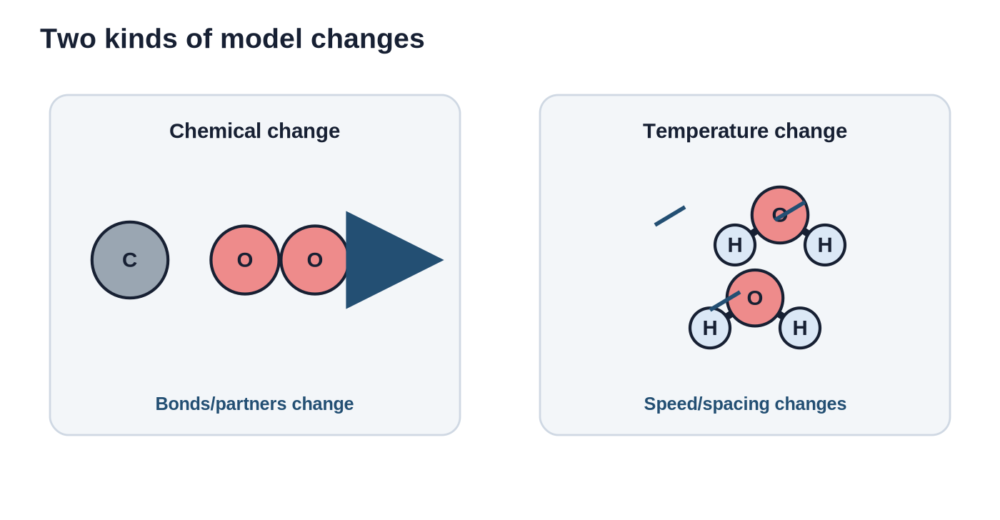 Two kinds of model changes
Chemical change
C O O
Bonds/partners change
Temperature change
O
H H
O
H H
Speed/spacing changes